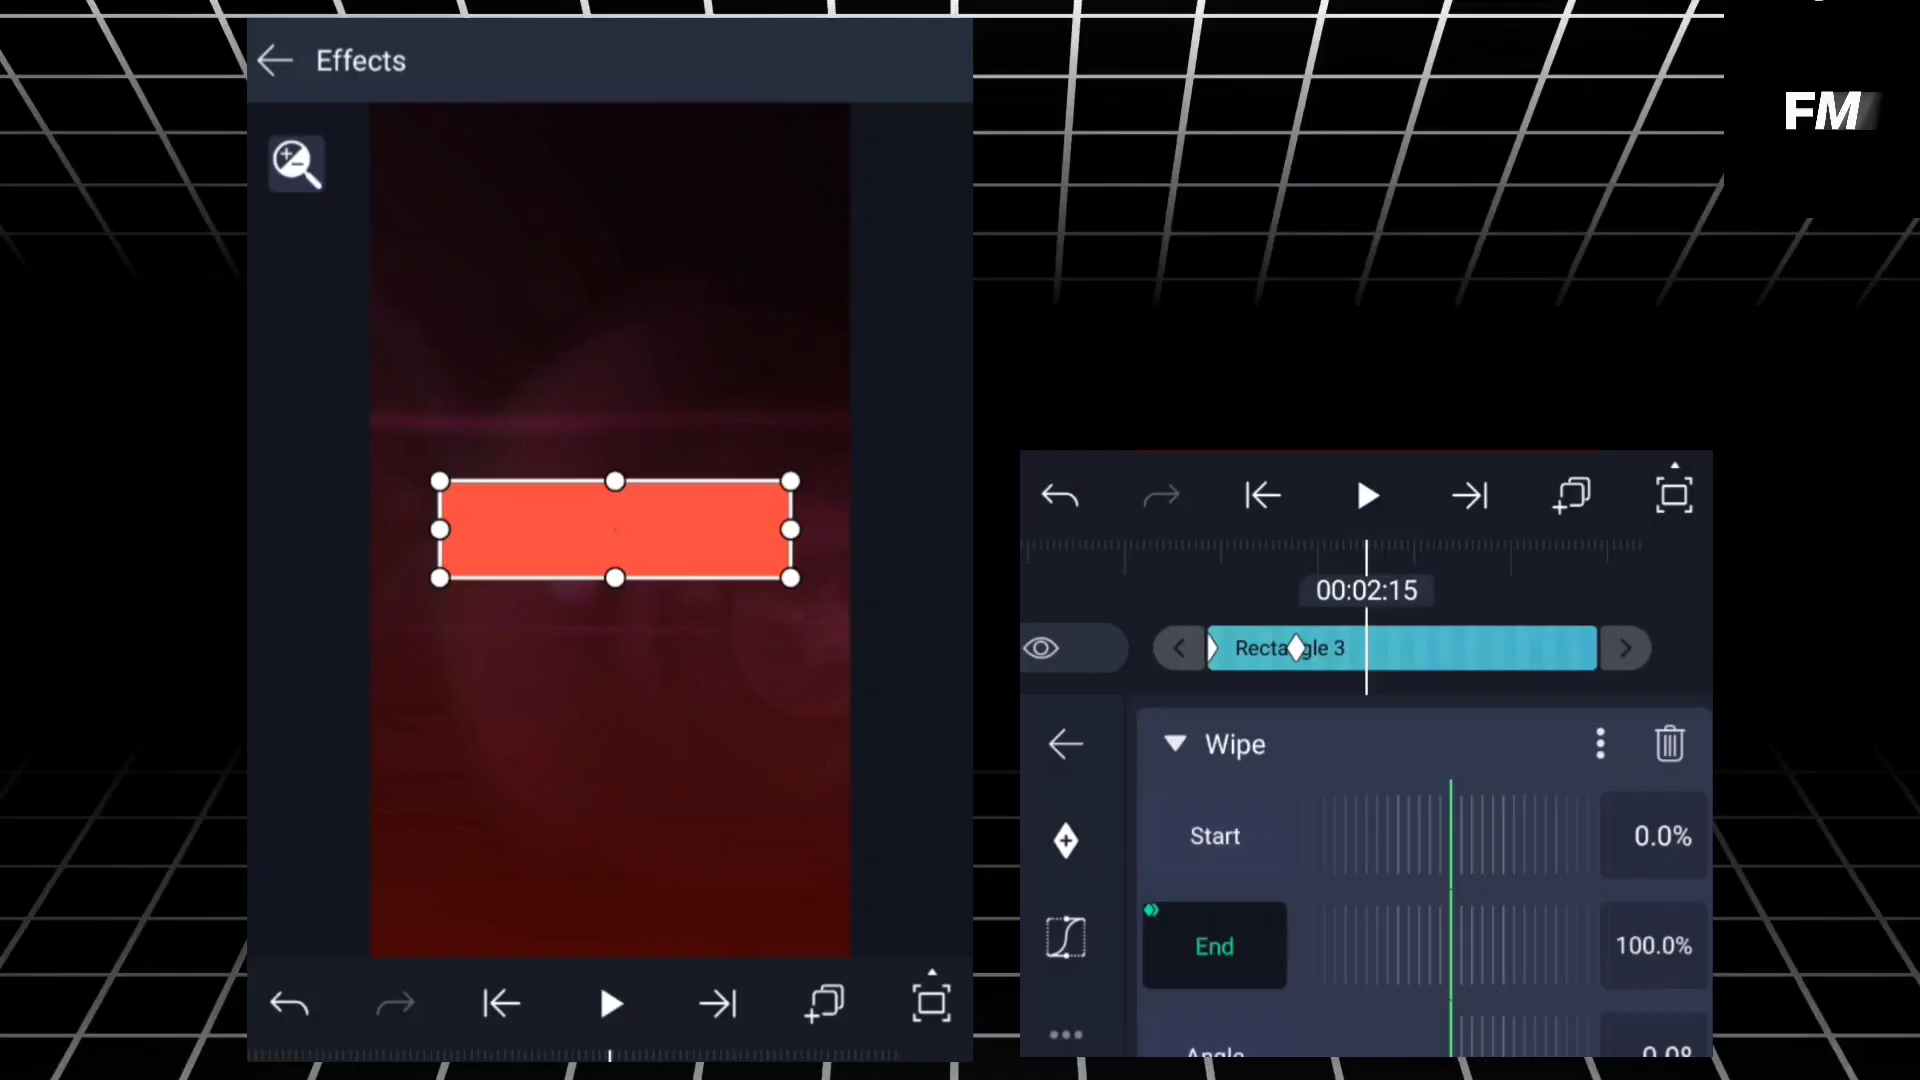 Effects
FM
00:02:15
Rectangle 3
Wipe
Start
0.0%
End
100.0%
Angle
0.0°